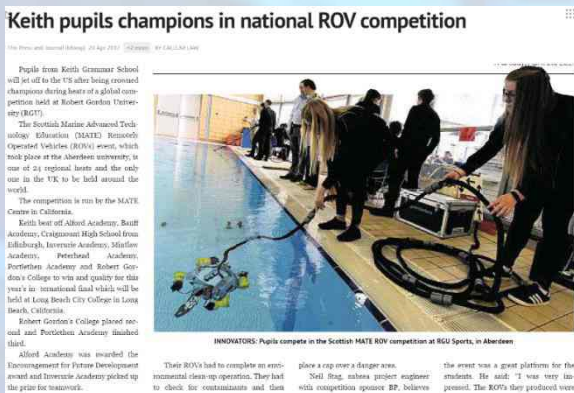 Keith pupils champions in national ROV competition
The Press and Journal (Moray) 20 Apr 2017
Pupils from Keith Grammar School
will jet off to the US after being crowned
champions during a global com-
petition held at Robert Gordon Univer-
sity (RGU).
The Scottish Marine Advanced Tech-
nology Education (MATE) Remotely
Operated Vehicles (ROVs) event, which
took place at the Aberdeen university, is
one of 24 regional heats and the only
one in the UK to be held around the
world.
The competition is run by the MATE
Centre in California.
Keith beat off Alford Academy, Banff
Academy, Craigmount High School from
Edinburgh, Inverurie Academy, Mintlaw
Academy, Peterhead Academy,
Portlethen Academy and Robert Gor-
don's College to win and qualify for this
year's in- ternational final which will be
held at Long Beach City College in Long
Beach, California.
Robert Gordon's College placed sec-
ond and Portlethen Academy finished
third.
Alford Academy was awarded the
Encouragement for Future Development
award and Inverurie Academy picked up
the prize for teamwork.
INNOVATORS: Pupils compete in the Scottish MATE ROV competition at RGU Sports, in Aberdeen
Their ROVs had to complete an envi-
ronmental clean-up operation. They had
to check for contaminants and then
place a cap over a danger area.
Neil Stag, subsea project engineer
with competition sponsor BP, believes
the event was a great platform for the
students. He said: "I was very im-
pressed. The ROVs they produced were